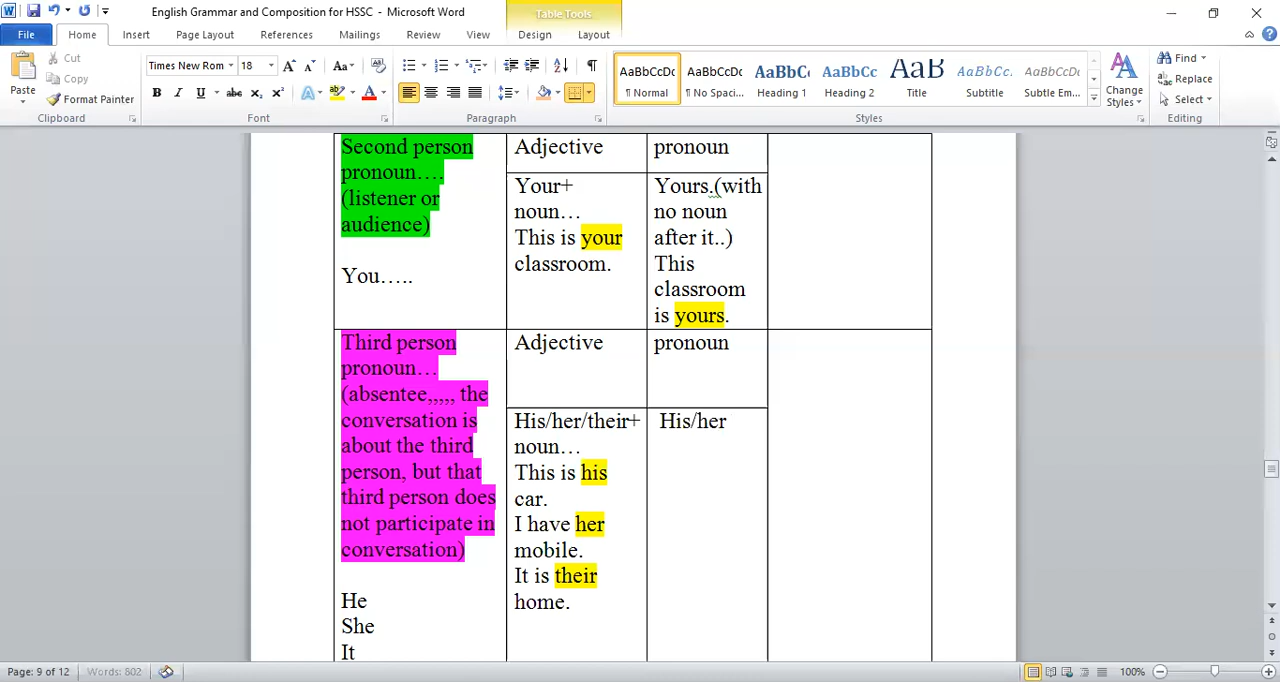 English Grammar and Composition for HSSC - Microsoft Word
Table Tools
File Home Insert Page Layout References Mailings Review View Design Layout
Paste
Cut
Copy
Format Painter
Clipboard
Times New Rom 18
Font
Paragraph
AaBbCcDc AaBbCcDc AaBbC AaBbCc AaB AaBbCc. AaBbCcDc
¶ Normal ¶ No Spaci... Heading 1 Heading 2 Title Subtitle Subtle Em...
Styles
Change
Styles
Find
Replace
Select
Editing
Second person
pronoun….
(listener or
audience)
You…..
Adjective
Your+
noun…
This is your
classroom.
pronoun
Yours.(with
no noun
after it..)
This
classroom
is yours.
Third person
pronoun…
(absentee,,,,, the
conversation is
about the third
person, but that
third person does
not participate in
conversation)
He
She
It
Adjective
His/her/their+
noun…
This is his
car.
I have her
mobile.
It is their
home.
pronoun
His/her
Page: 9 of 12 Words: 802 100%